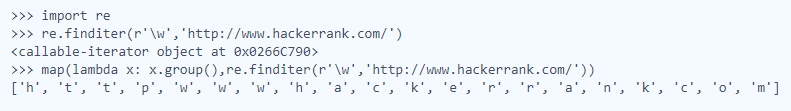 >>> import re
>>> re.finditer(r'\w','http://www.hackerrank.com/')
<callable-iterator object at 0x0266C790>
>>> map(lambda x: x.group(),re.finditer(r'\w','http://www.hackerrank.com/'))
['h', 't', 't', 'p', 'w', 'w', 'w', 'h', 'a', 'c', 'k', 'e', 'r', 'r', 'a', 'n', 'k', 'c', 'o', 'm']